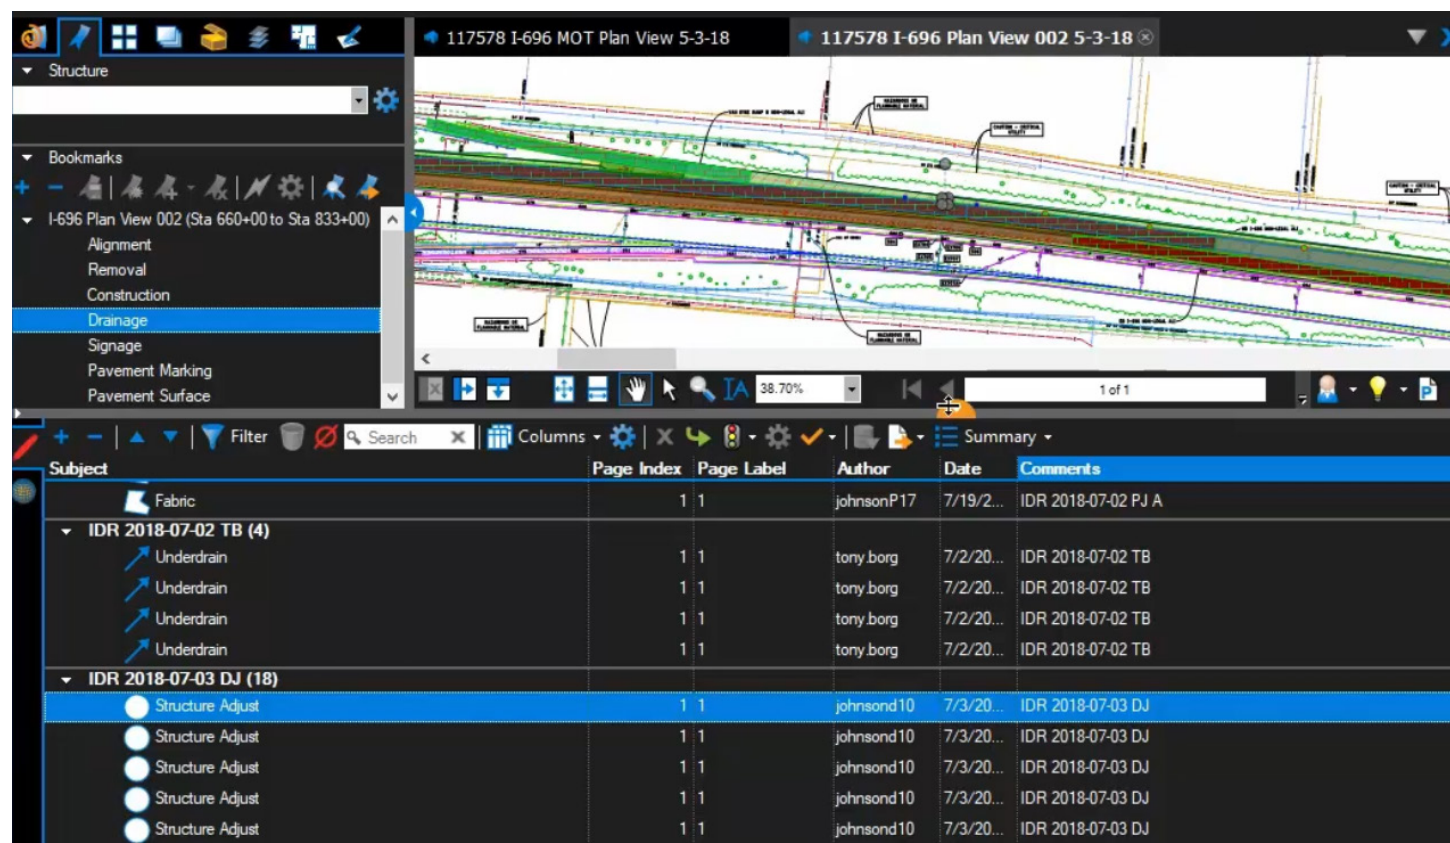 117578 I-696 MOT Plan View 5-3-18
117578 I-696 Plan View 002 5-3-18
Structure
Bookmarks
I-696 Plan View 002 (Sta 660+00 to Sta 833+00)
Alignment
Removal
Construction
Drainage
Signage
Pavement Marking
Pavement Surface
38.70%
1 of 1
Filter
Search
Columns
Summary
Subject Page Index Page Label Author Date Comments
Fabric 1 1 johnsonP17 7/19/2... IDR 2018-07-02 PJ A
IDR 2018-07-02 TB (4)
Underdrain 1 1 tony.borg 7/2/20... IDR 2018-07-02 TB
Underdrain 1 1 tony.borg 7/2/20... IDR 2018-07-02 TB
Underdrain 1 1 tony.borg 7/2/20... IDR 2018-07-02 TB
Underdrain 1 1 tony.borg 7/2/20... IDR 2018-07-02 TB
IDR 2018-07-03 DJ (18)
Structure Adjust 1 1 johnsond10 7/3/20... IDR 2018-07-03 DJ
Structure Adjust 1 1 johnsond10 7/3/20... IDR 2018-07-03 DJ
Structure Adjust 1 1 johnsond10 7/3/20... IDR 2018-07-03 DJ
Structure Adjust 1 1 johnsond10 7/3/20... IDR 2018-07-03 DJ
Structure Adjust 1 1 johnsond10 7/3/20... IDR 2018-07-03 DJ